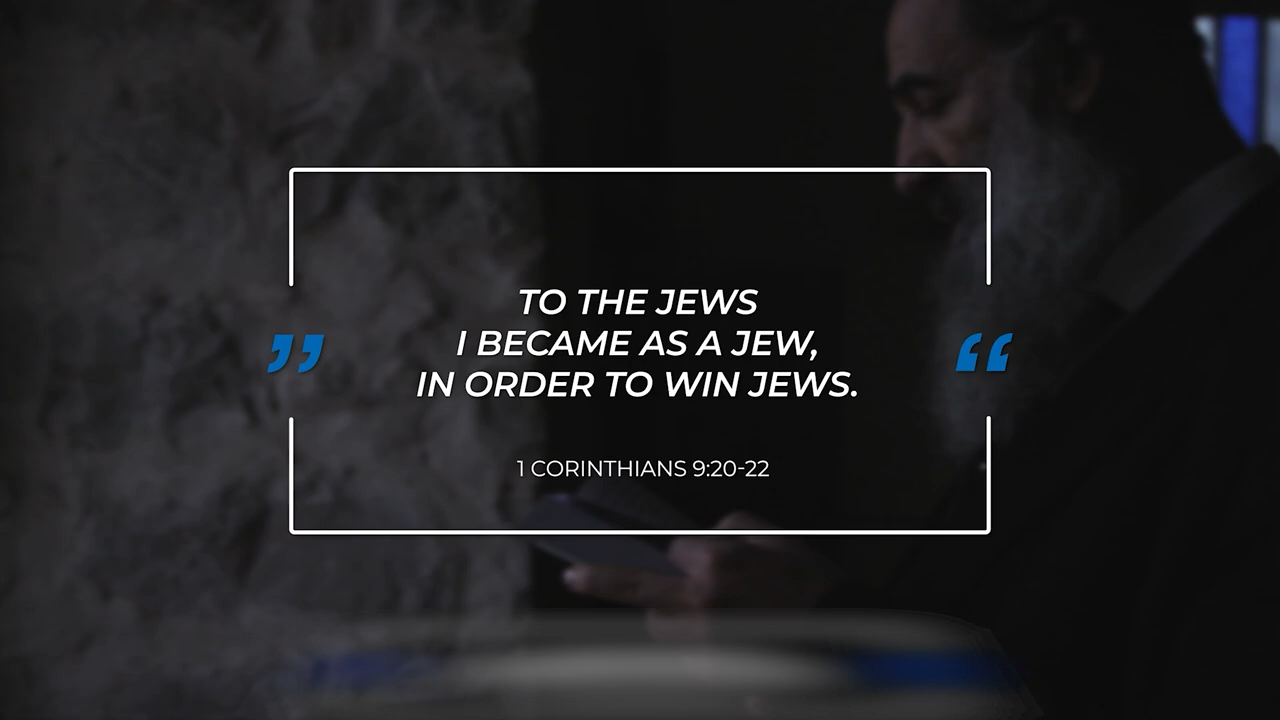 TO THE JEWS
I BECAME AS A JEW,
” IN ORDER TO WIN JEWS. “
1 CORINTHIANS 9:20-22